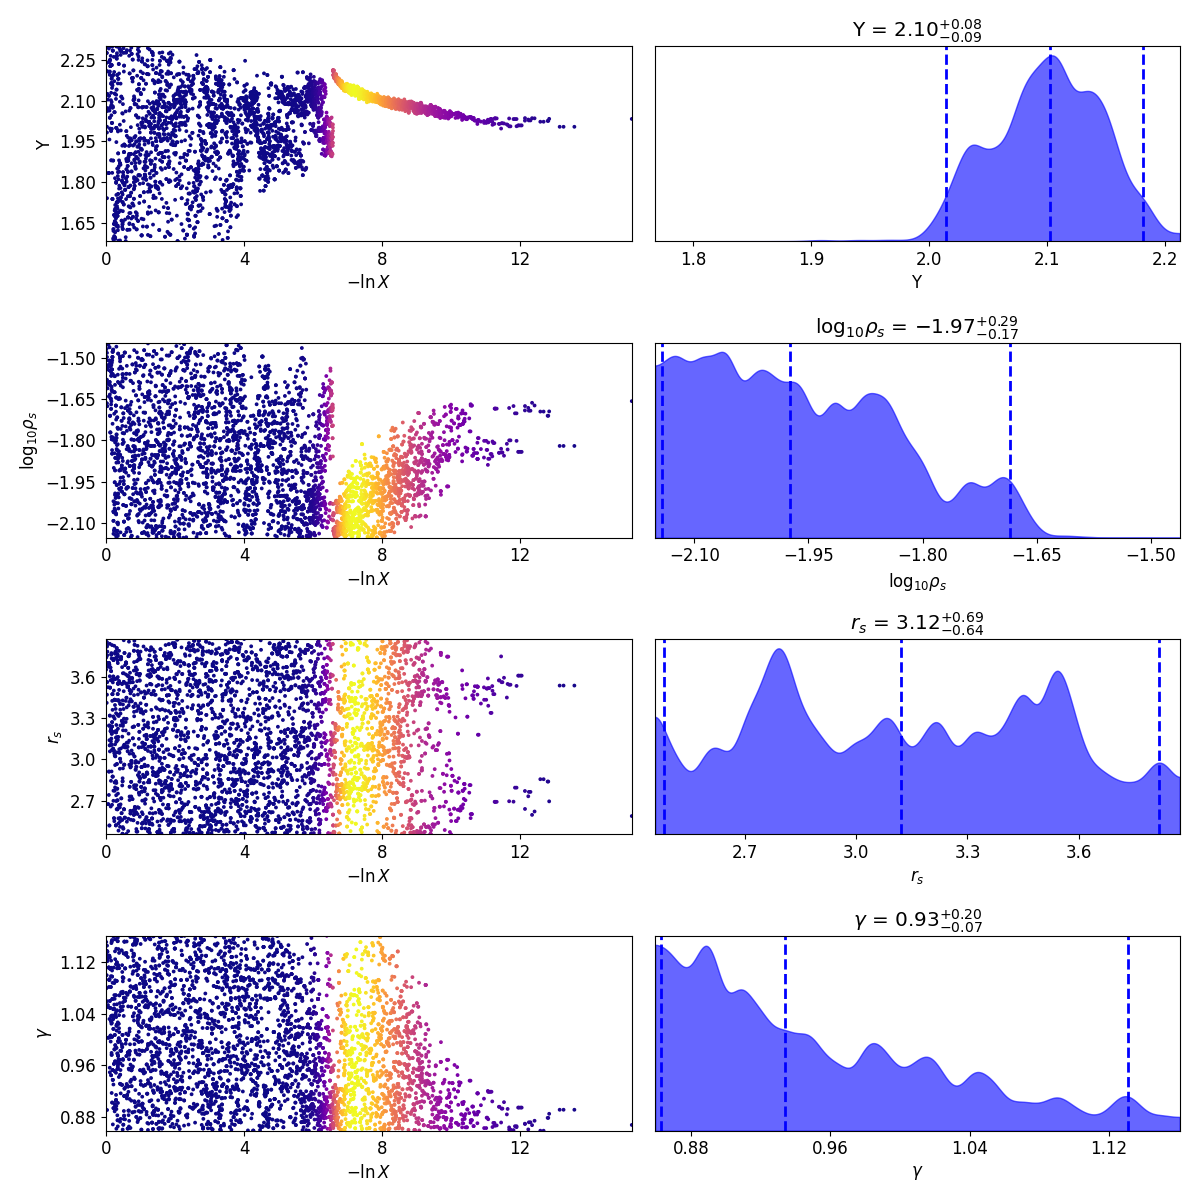 Y = 2.10+0.08−0.09
2.25
2.10
1.95
1.80
1.65
Y
0 4 8 12
−ln X
1.8 1.9 2.0 2.1 2.2
Y
log10ρs = −1.97+0.29−0.17
−1.50
−1.65
−1.80
−1.95
−2.10
log10ρs
0 4 8 12
−ln X
−2.10 −1.95 −1.80 −1.65 −1.50
log10ρs
rs = 3.12+0.69−0.64
3.6
3.3
3.0
2.7
rs
0 4 8 12
−ln X
2.7 3.0 3.3 3.6
rs
γ = 0.93+0.20−0.07
1.12
1.04
0.96
0.88
γ
0 4 8 12
−ln X
0.88 0.96 1.04 1.12
γ